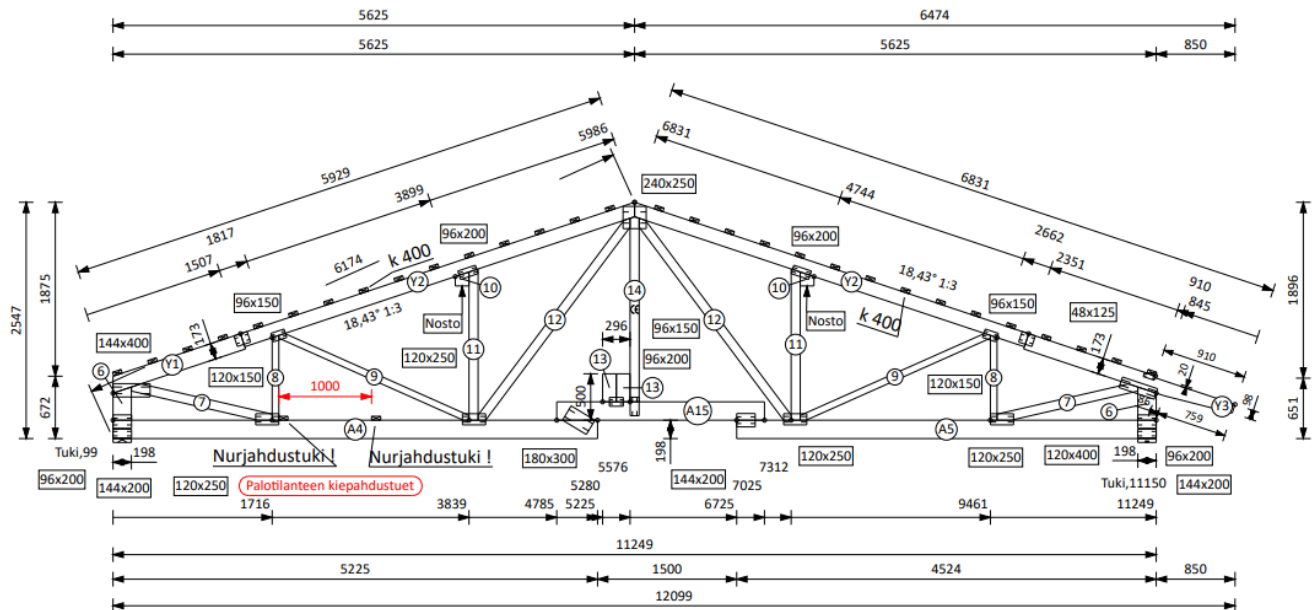 5625 6474
5625 5625 850
5986 6831
5929 6831
3899 4744
240x250
1817 2662
96x200 96x200
1507 2351
k 400
6174 910
Y2 Y2 18,43° 1:3 845
1875 1896
2547
96x150 10 10 96x150
18,43° 1:3 14 48x125
Nosto CE Nosto k 400
173 12 296 96x150 12 173 910
144x400 11 11 20
Y1 120x250 13 96x200
6 120x150 8 9 13 9 120x150 8 98
7 1000 500 7 6 Y3
672 A15 759 651
A4 A5
Tuki,99 198 Nurjahdustuki ! Nurjahdustuki ! 180x300 198 120x250 120x250 120x400 198 96x200
96x200 144x200 120x250 Palotilanteen kiepahdustuet 5576 144x200 7312 Tuki,11150 144x200
5280 7025
1716 3839 4785 5225 6725 9461 11249
11249
5225 1500 4524 850
12099